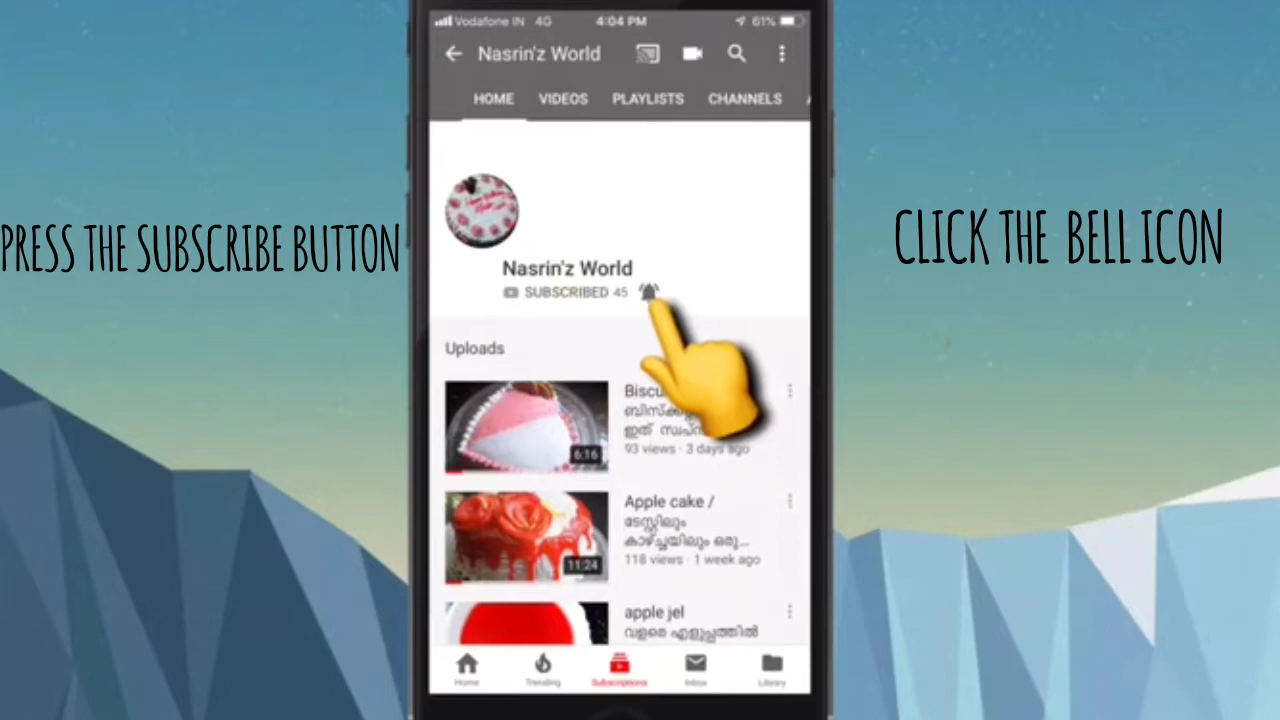 Vodafone IN 4G 4:04 PM 61%
Nasrin'z World
HOME VIDEOS PLAYLISTS CHANNELS
PRESS THE SUBSCRIBE BUTTON
CLICK THE BELL ICON
Nasrin'z World
SUBSCRIBED 45
Uploads
6:16
ഇത്
93 views · 3 days ago
11:24
Apple cake /
ടേസ്റ്റിലും
കാഴ്ച്ചയിലും ഒരു...
118 views · 1 week ago
apple jel
വളരെ എളുപ്പത്തിൽ
Home Trending Subscriptions Inbox Library